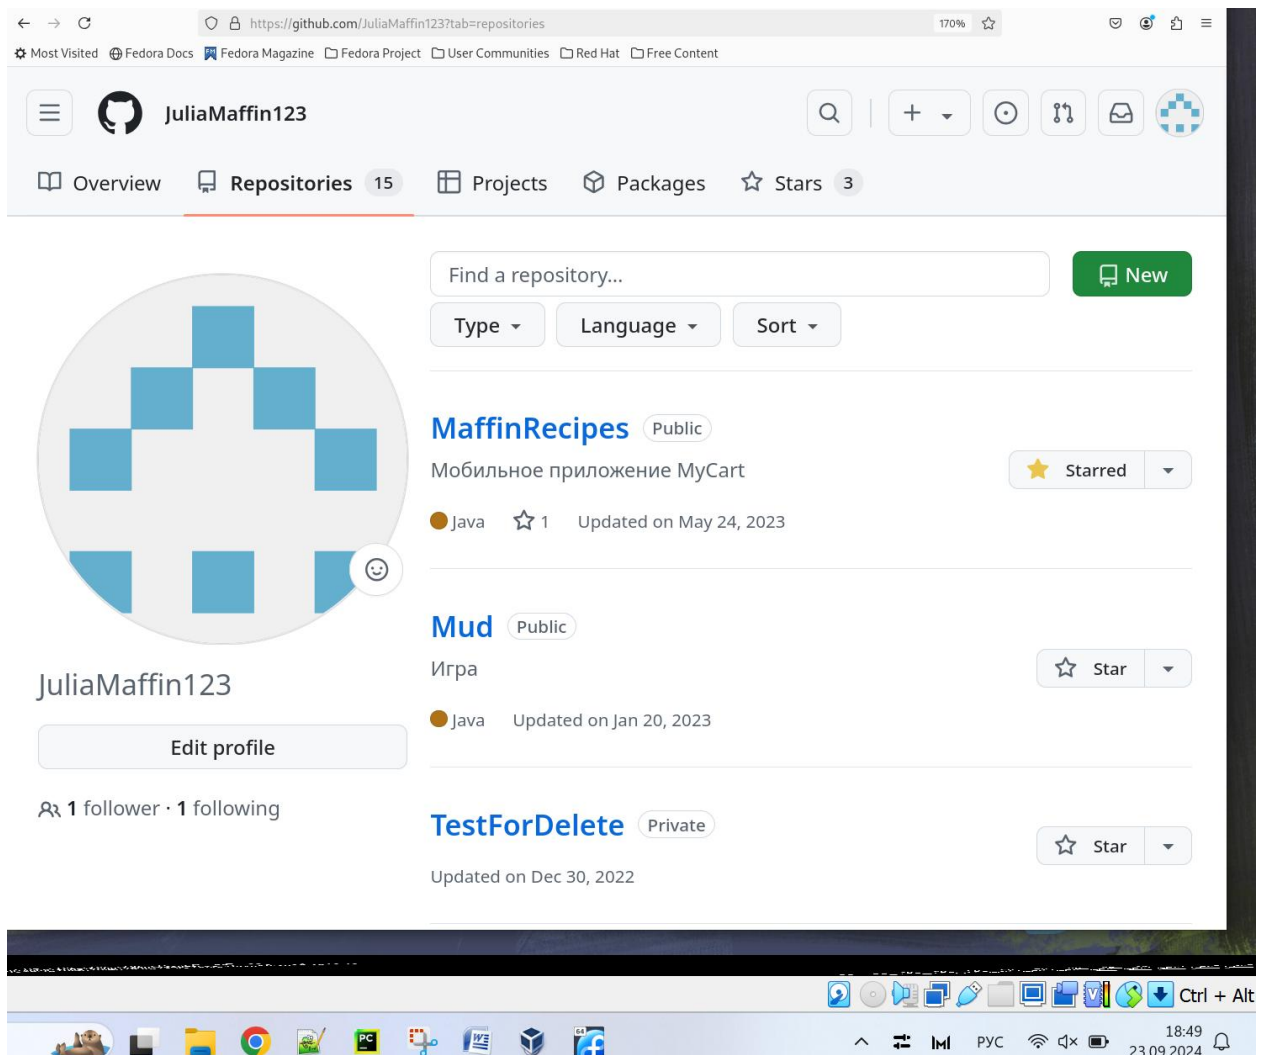 https://github.com/JuliaMaffin123?tab=repositories
170%
Most Visited Fedora Docs Fedora Magazine Fedora Project User Communities Red Hat Free Content
JuliaMaffin123
Overview Repositories 15 Projects Packages Stars 3
Find a repository... New
Type Language Sort
MaffinRecipes Public
Мобильное приложение MyCart
Starred
Java 1 Updated on May 24, 2023
Mud Public
Игра
Star
Java Updated on Jan 20, 2023
JuliaMaffin123
Edit profile
1 follower · 1 following
TestForDelete Private
Star
Updated on Dec 30, 2022
Ctrl + Alt
PC
64
РУС
18:49
23.09.2024